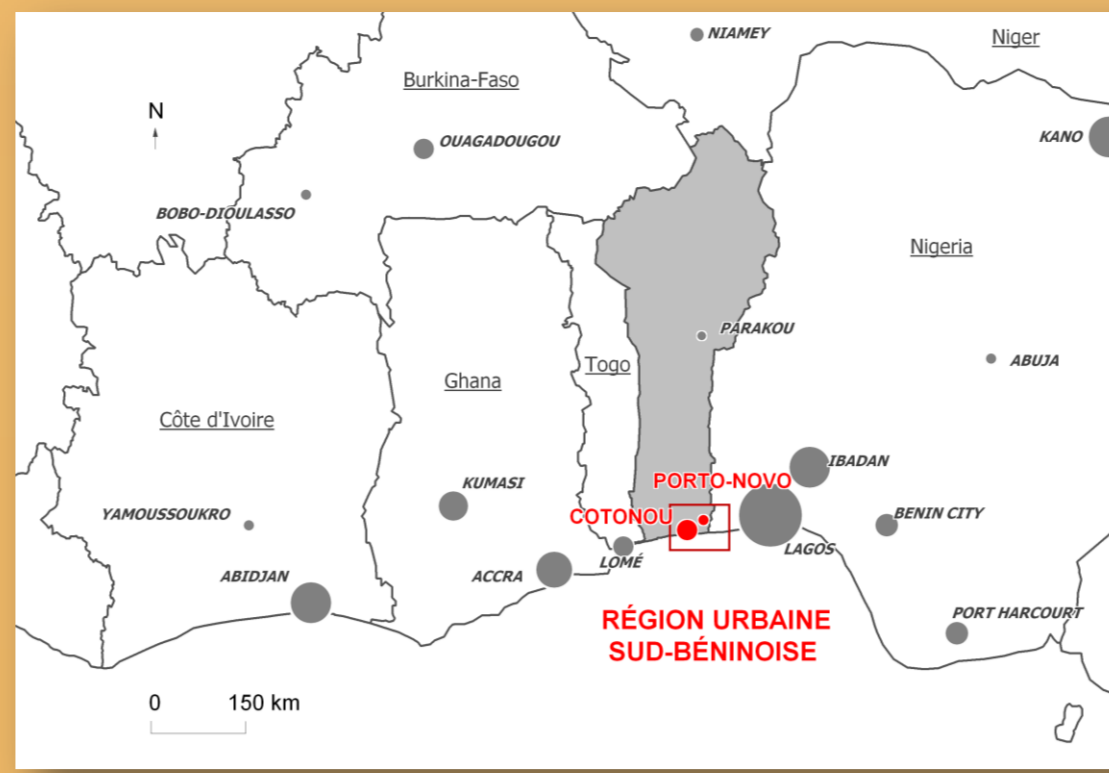 NIAMEY
Niger
Burkina-Faso
N
KANO
OUAGADOUGOU
BOBO-DIOULASSO
Nigeria
PARAKOU
ABUJA
Togo
Ghana
Côte d'Ivoire
IBADAN
PORTO-NOVO
KUMASI
YAMOUSSOUKRO
COTONOU
BENIN CITY
LAGOS
LOMÉ
ABIDJAN
ACCRA
PORT HARCOURT
RÉGION URBAINE
SUD-BÉNINOISE
0 150 km